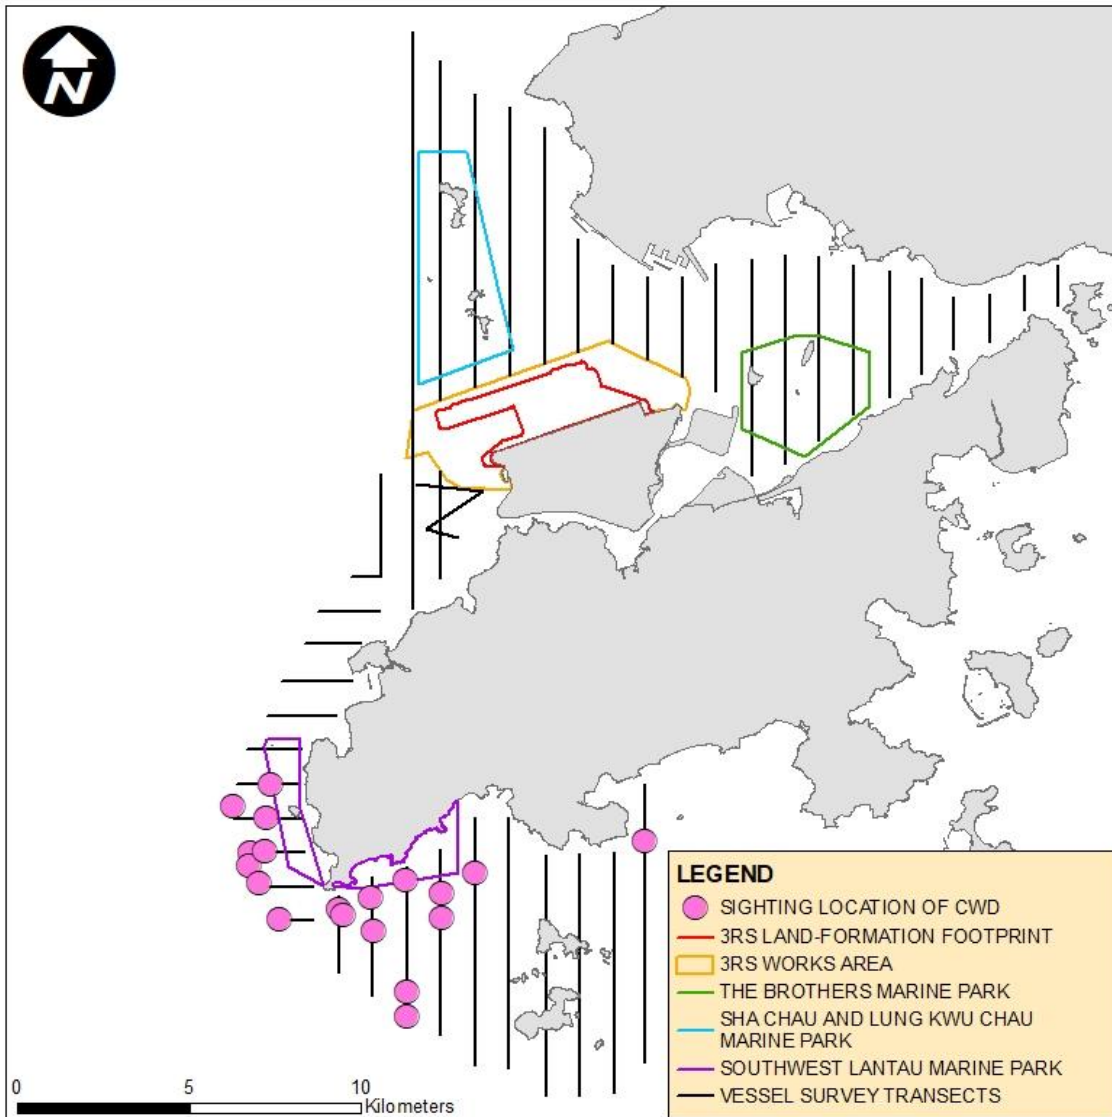 N
LEGEND
SIGHTING LOCATION OF CWD
3RS LAND-FORMATION FOOTPRINT
3RS WORKS AREA
THE BROTHERS MARINE PARK
SHA CHAU AND LUNG KWU CHAU
MARINE PARK
SOUTHWEST LANTAU MARINE PARK
VESSEL SURVEY TRANSECTS
0 5 10
Kilometers